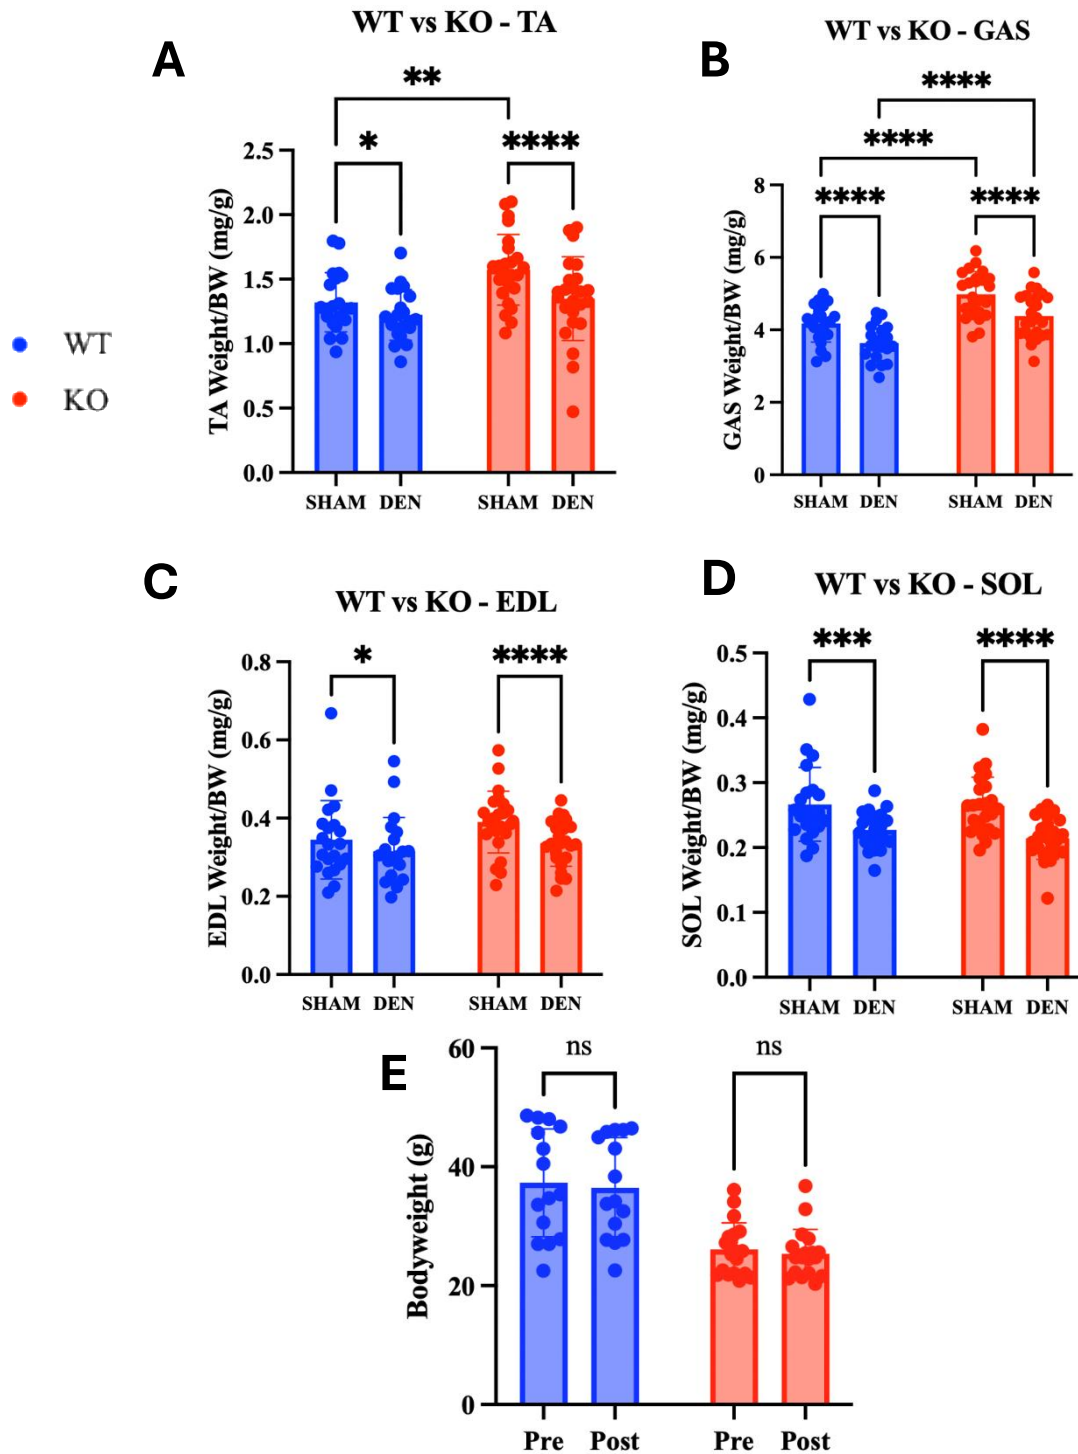 A
WT vs KO - TA
**
*
****
TA Weight/BW (mg/g)
2.5
2.0
1.5
1.0
0.5
0.0
SHAM DEN SHAM DEN
B
WT vs KO - GAS
****
****
****
****
GAS Weight/BW (mg/g)
8
6
4
2
0
SHAM DEN SHAM DEN
WT
KO
C
WT vs KO - EDL
*
****
EDL Weight/BW (mg/g)
0.8
0.6
0.4
0.2
0.0
SHAM DEN SHAM DEN
D
WT vs KO - SOL
***
****
SOL Weight/BW (mg/g)
0.5
0.4
0.3
0.2
0.1
0.0
SHAM DEN SHAM DEN
E
ns
ns
Bodyweight (g)
60
40
20
0
Pre Post Pre Post